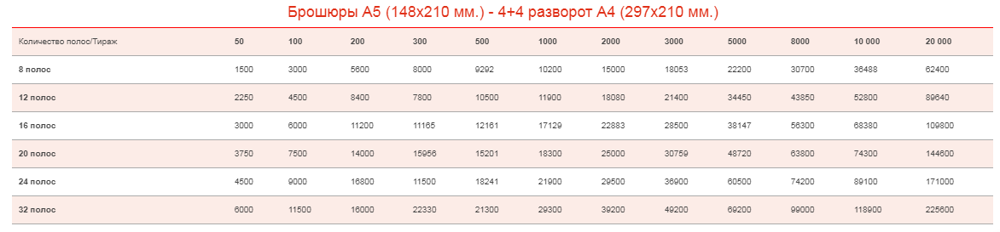 Брошюры А5 (148х210 мм.) - 4+4 разворот А4 (297х210 мм.)
Количество полос/Тираж 50 100 200 300 500 1000 2000 3000 5000 8000 10 000 20 000
8 полос 1500 3000 5600 8000 9292 10200 15000 18053 22200 30700 36488 62400
12 полос 2250 4500 8400 7800 10500 11900 18080 21400 34450 43850 52800 89640
16 полос 3000 6000 11200 11165 12161 17129 22883 28500 38147 56300 68380 109800
20 полос 3750 7500 14000 15956 15201 18300 25000 30759 48720 63800 74300 144600
24 полос 4500 9000 16800 11500 18241 21900 29500 36900 60500 74200 89100 171000
32 полос 6000 11500 16000 22330 21300 29300 39200 49200 69200 99000 118900 225600